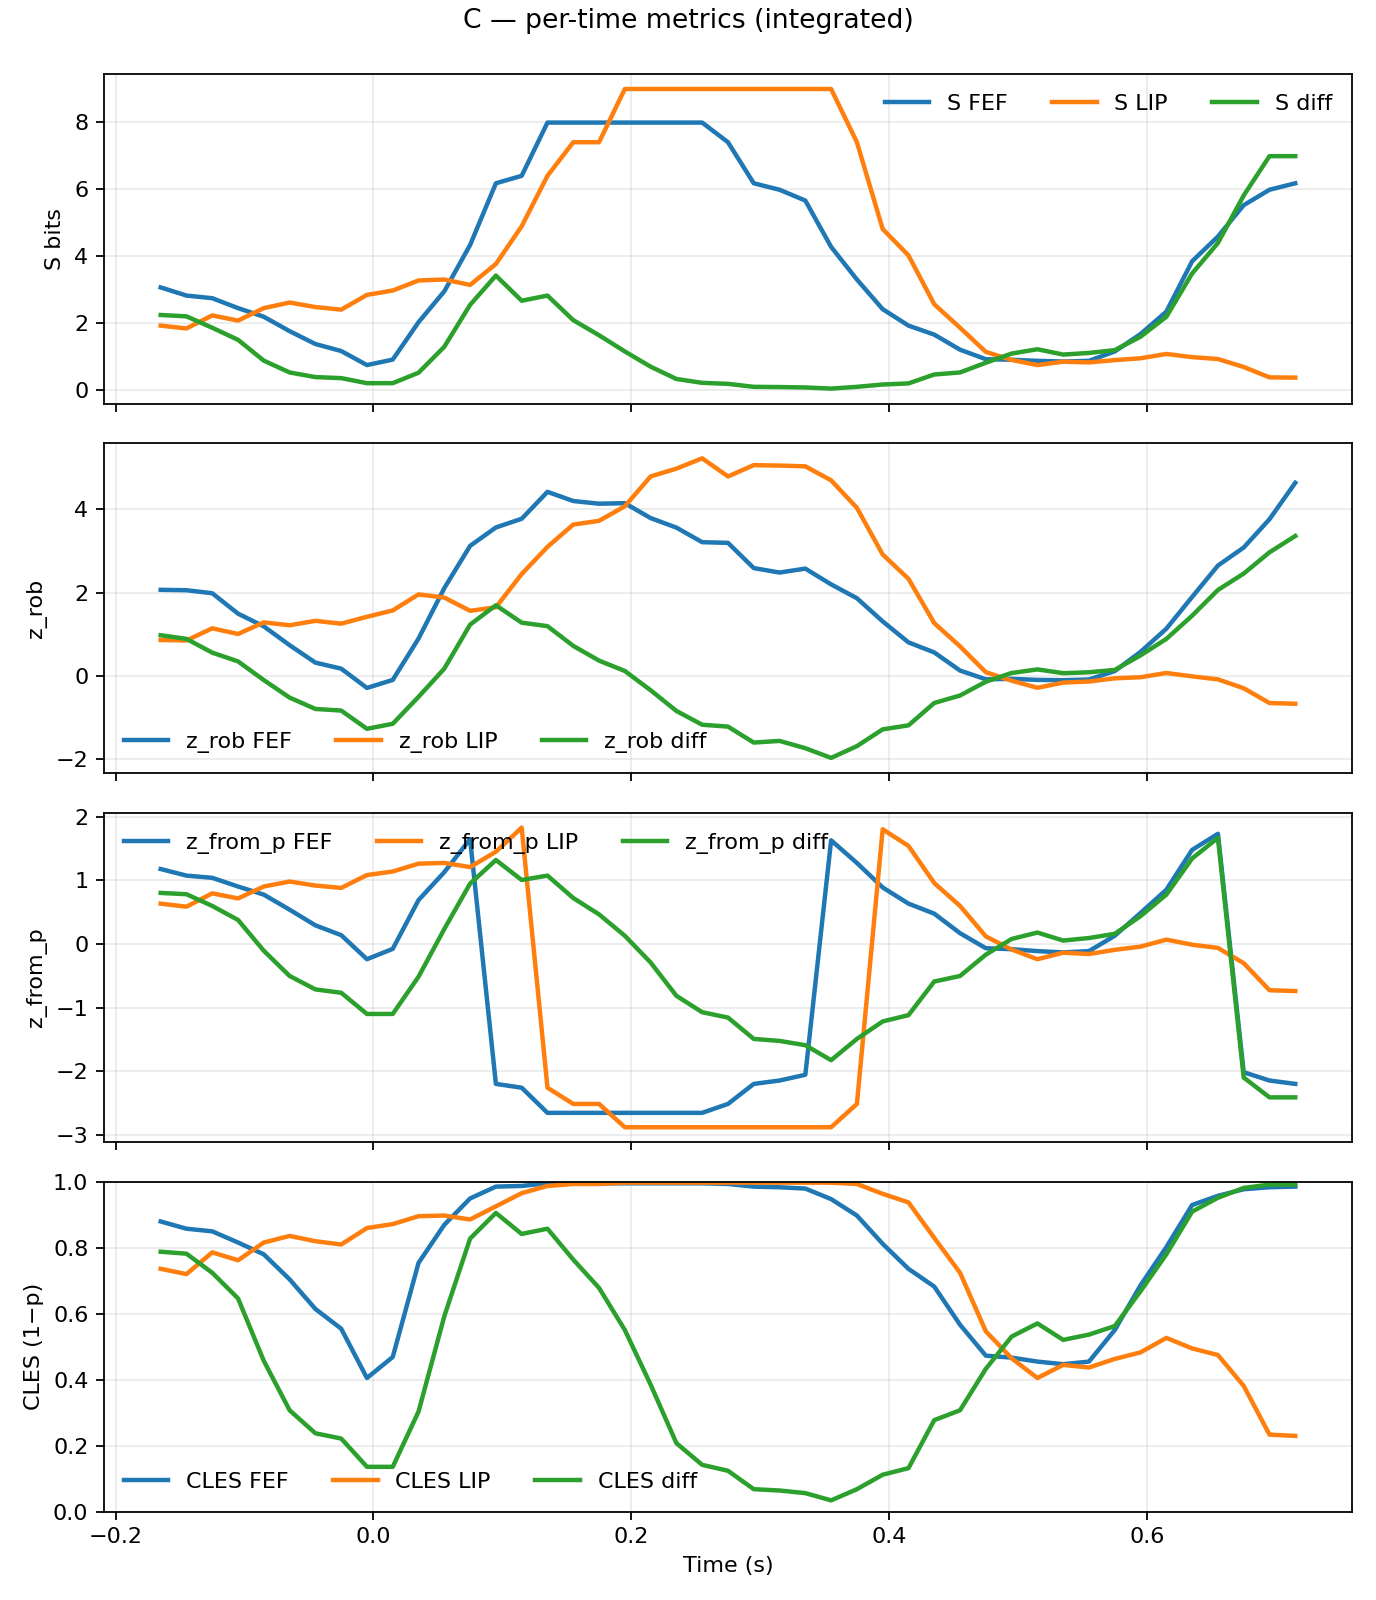 C — per-time metrics (integrated)
S bits
8
6
4
2
0
S FEF S LIP S diff
z_rob
4
2
0
−2
z_rob FEF z_rob LIP z_rob diff
z_from_p
2
1
0
−1
−2
−3
z_from_p FEF z_from_p LIP z_from_p diff
CLES (1−p)
1.0
0.8
0.6
0.4
0.2
0.0
CLES FEF CLES LIP CLES diff
−0.2 0.0 0.2 0.4 0.6
Time (s)